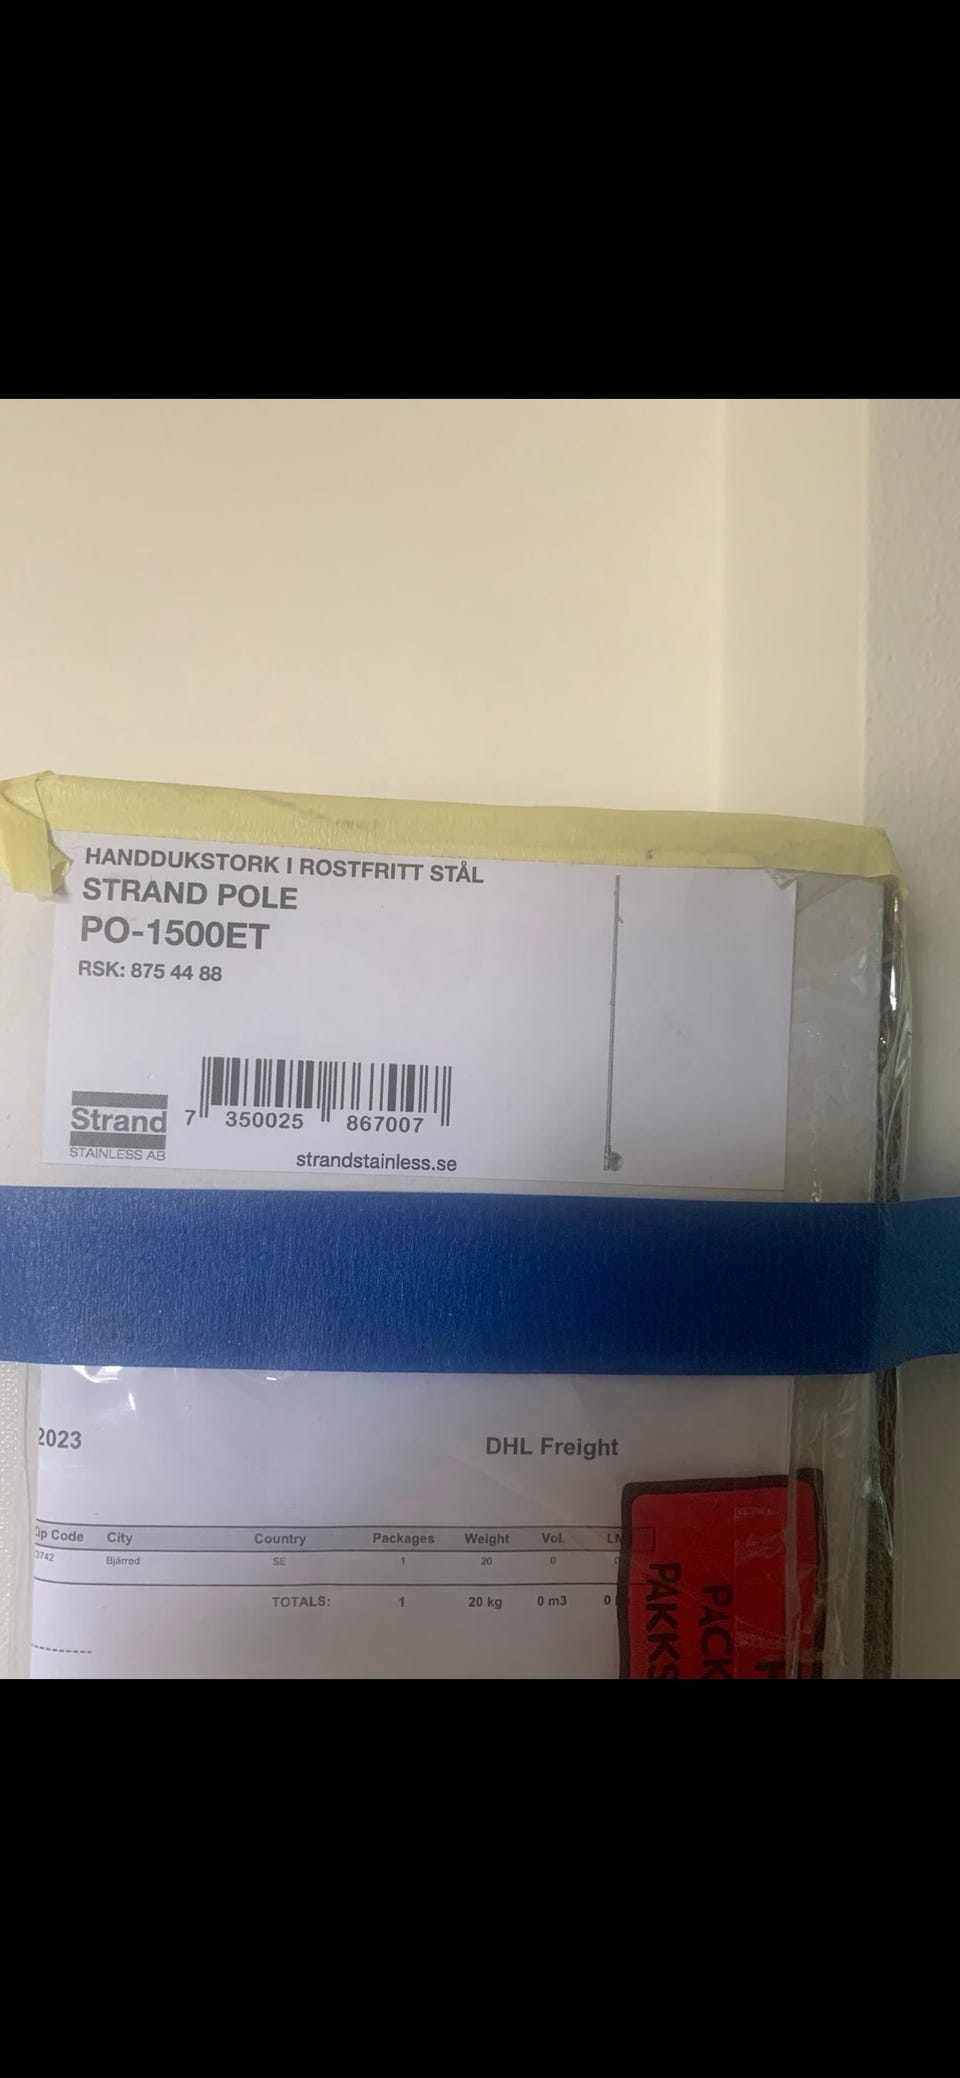 HANDDUKSTORK I ROSTFRITT STÅL
STRAND POLE
PO-1500ET
RSK: 875 44 88
Strand
STAINLESS AB
7 350025 867007
strandstainless.se
2023
DHL Freight
Zip Code City Country Packages Weight Vol.
Bjärred SE 1 20 0
TOTALS: 1 20 kg 0 m3 0